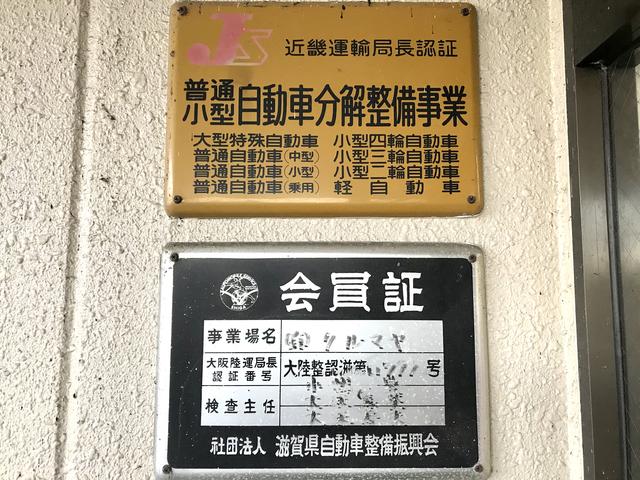 JS 近畿運輸局長認証
普通
小型 自動車分解整備事業
大型特殊自動車 小型四輪自動車
普通自動車(中型) 小型三輪自動車
普通自動車(小型) 小型二輪自動車
普通自動車(乗用) 軽自動車
会員証
事業場名 クルマヤ
大阪陸運局長
認証番号 大陸整認滋第 号
検査主任
社団法人 滋賀県自動車整備振興会